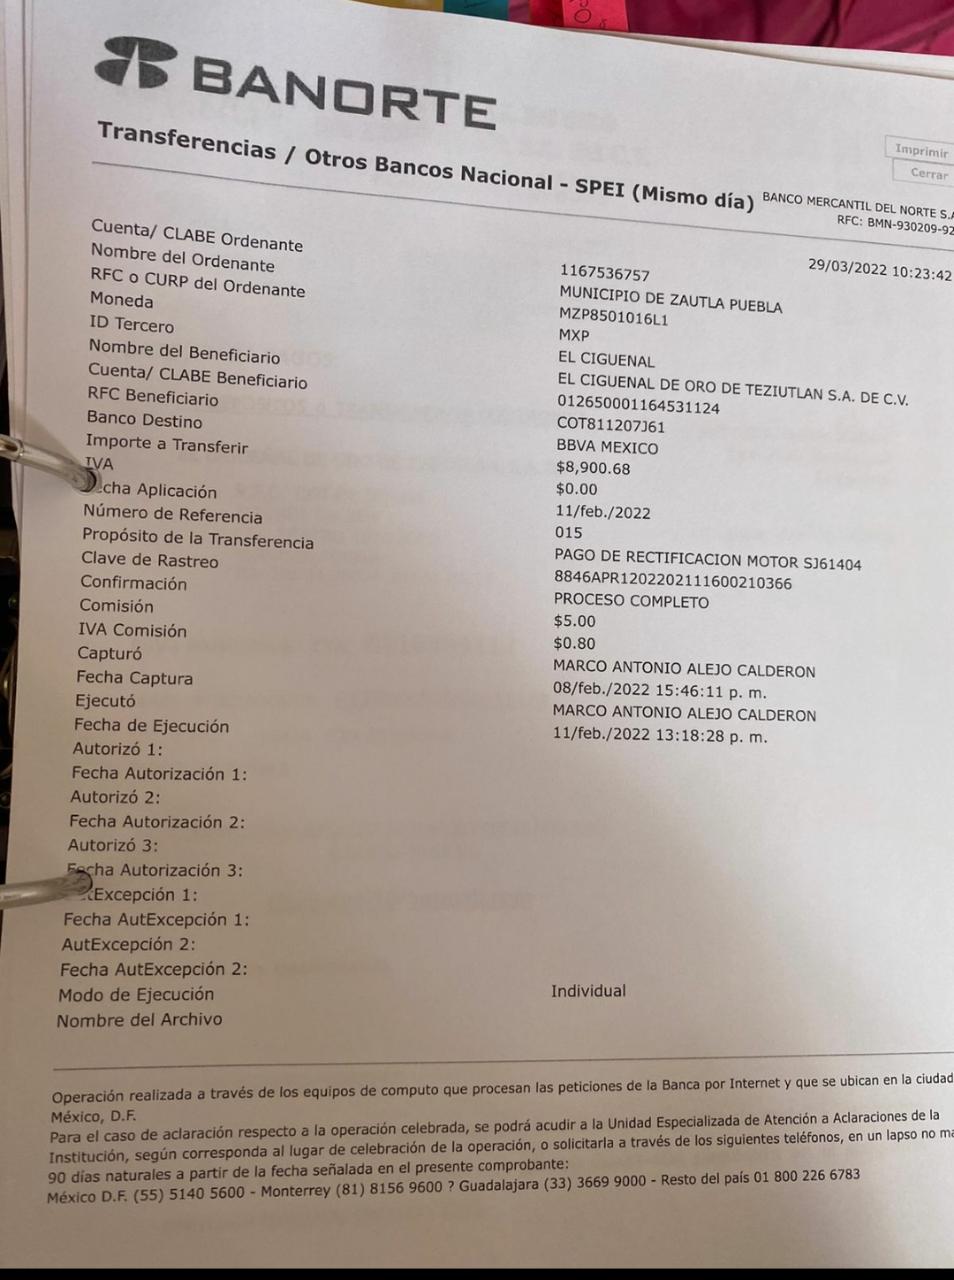 BANORTE
Imprimir
Cerrar
Transferencias / Otros Bancos Nacional - SPEI (Mismo día)
BANCO MERCANTIL DEL NORTE S.A
RFC: BMN-930209-92
29/03/2022 10:23:42
Cuenta/ CLABE Ordenante 1167536757
Nombre del Ordenante MUNICIPIO DE ZAUTLA PUEBLA
RFC o CURP del Ordenante MZP8501016L1
Moneda MXP
ID Tercero EL CIGUENAL
Nombre del Beneficiario EL CIGUENAL DE ORO DE TEZIUTLAN S.A. DE C.V.
Cuenta/ CLABE Beneficiario 012650001164531124
RFC Beneficiario COT811207J61
Banco Destino BBVA MEXICO
Importe a Transferir $8,900.68
IVA $0.00
echa Aplicación 11/feb./2022
Número de Referencia 015
Propósito de la Transferencia PAGO DE RECTIFICACION MOTOR SJ61404
Clave de Rastreo 8846APR1202202111600210366
Confirmación PROCESO COMPLETO
Comisión $5.00
IVA Comisión $0.80
Capturó MARCO ANTONIO ALEJO CALDERON
Fecha Captura 08/feb./2022 15:46:11 p. m.
Ejecutó MARCO ANTONIO ALEJO CALDERON
Fecha de Ejecución 11/feb./2022 13:18:28 p. m.
Autorizó 1:
Fecha Autorización 1:
Autorizó 2:
Fecha Autorización 2:
Autorizó 3:
Fecha Autorización 3:
utExcepción 1:
Fecha AutExcepción 1:
AutExcepción 2:
Fecha AutExcepción 2:
Modo de Ejecución Individual
Nombre del Archivo
Operación realizada a través de los equipos de computo que procesan las peticiones de la Banca por Internet y que se ubican en la ciudad
México, D.F.
Para el caso de aclaración respecto a la operación celebrada, se podrá acudir a la Unidad Especializada de Atención a Aclaraciones de la
Institución, según corresponda al lugar de celebración de la operación, o solicitarla a través de los siguientes teléfonos, en un lapso no ma
90 días naturales a partir de la fecha señalada en el presente comprobante:
México D.F. (55) 5140 5600 - Monterrey (81) 8156 9600 ? Guadalajara (33) 3669 9000 - Resto del país 01 800 226 6783